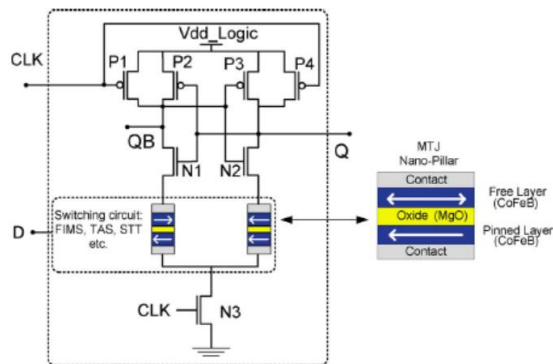 Vdd_Logic
CLK
P1
P2
P3
P4
QB
Q
N1
N2
MTJ
Nano-Pillar
Contact
Free Layer
(CoFeB)
Oxide (MgO)
Pinned Layer
(CoFeB)
Contact
D
Switching circuit:
FIMS, TAS, STT
etc.
CLK
N3